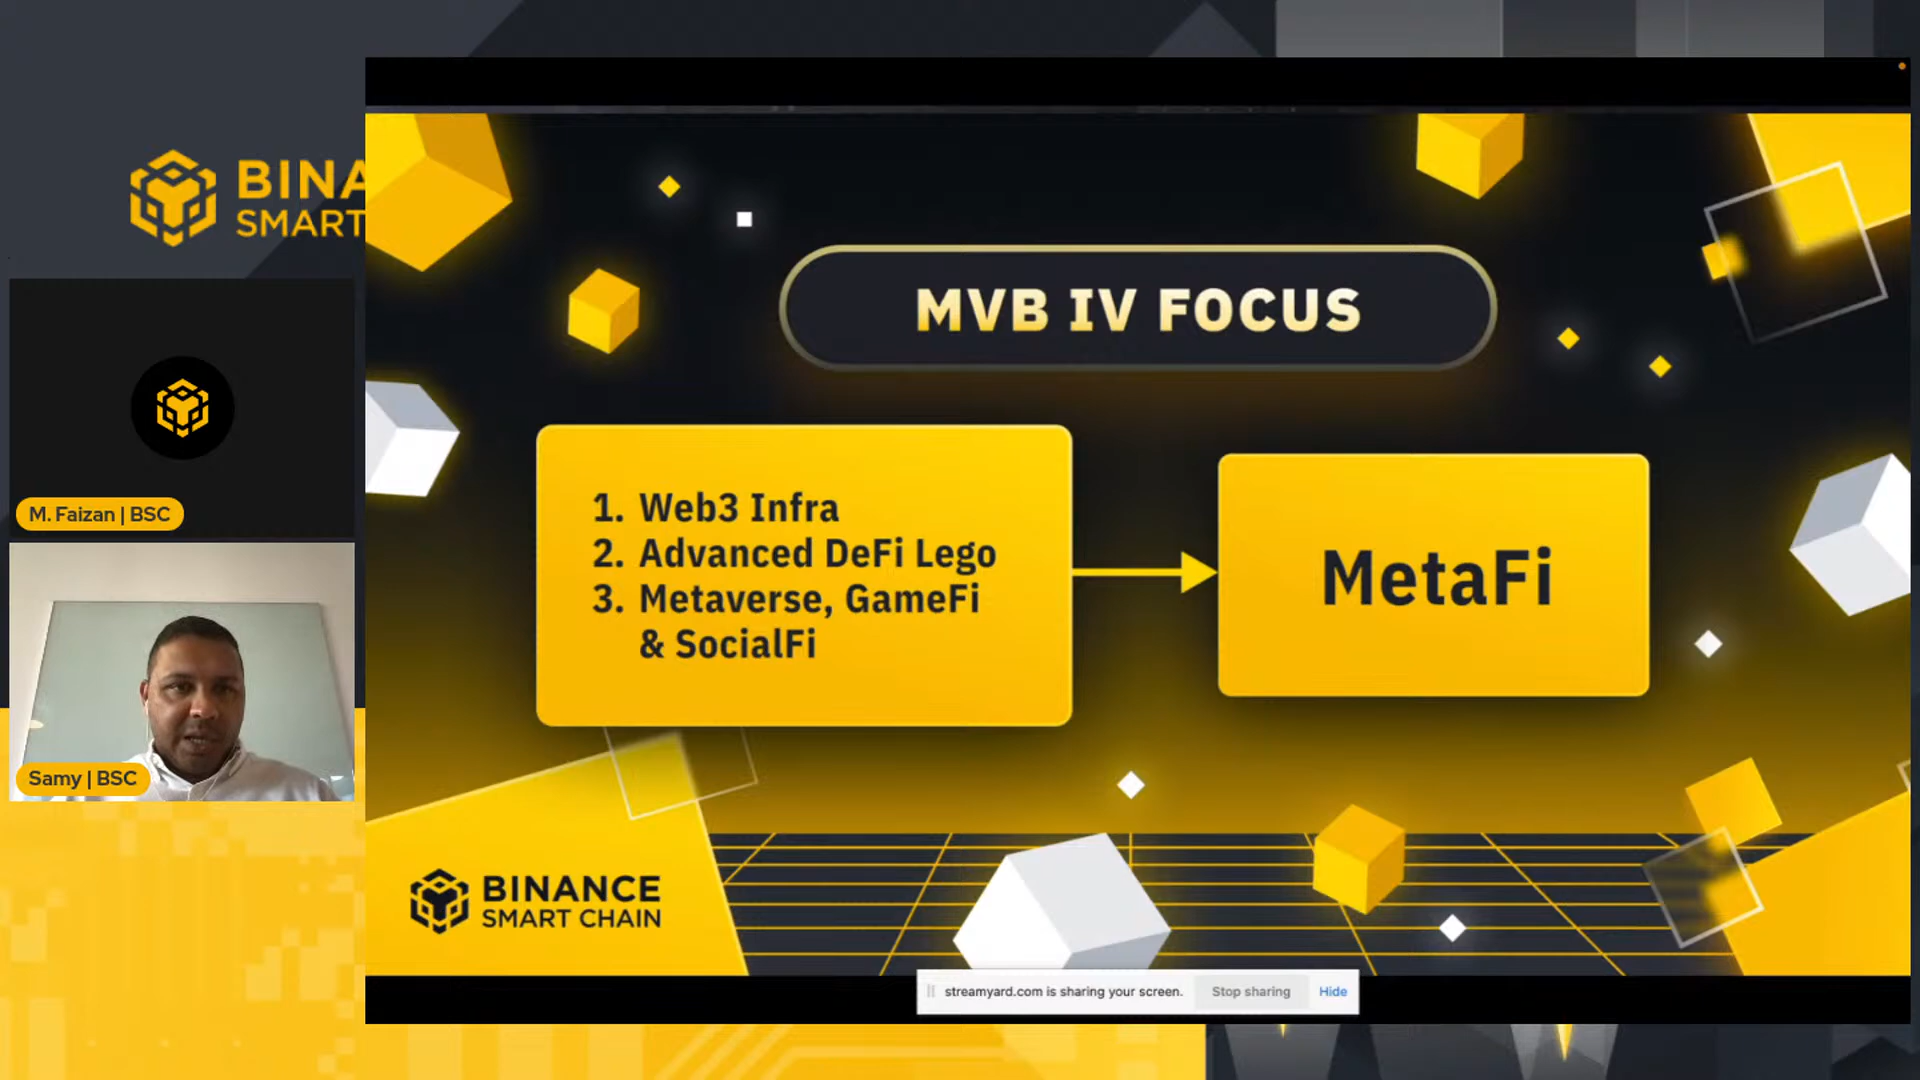 BINA
SMART
M. Faizan | BSC
Samy | BSC
MVB IV FOCUS
1. Web3 Infra
2. Advanced DeFi Lego
3. Metaverse, GameFi
& SocialFi
MetaFi
BINANCE
SMART CHAIN
streamyard.com is sharing your screen. Stop sharing Hide